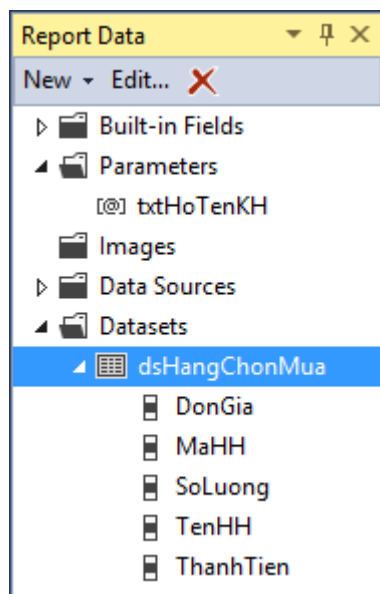 Report Data
New Edit...
Built-in Fields
Parameters
[@] txtHoTenKH
Images
Data Sources
Datasets
dsHangChonMua
DonGia
MaHH
SoLuong
TenHH
ThanhTien